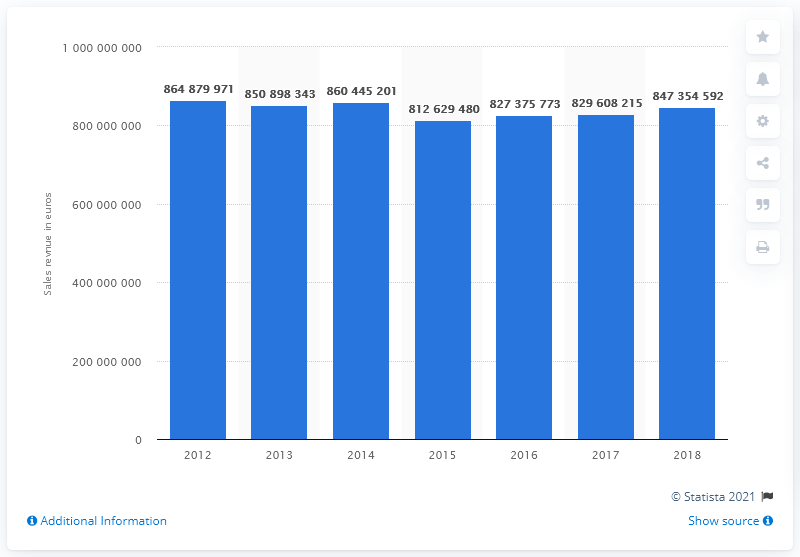 1 000 000 000
864 879 971
850 898 343
860 445 201
812 629 480
827 375 773
829 608 215
847 354 592
800 000 000
600 000 000
400 000 000
200 000 000
0
Sales revnue in euros
2012 2013 2014 2015 2016 2017 2018
© Statista 2021
Additional Information
Show source